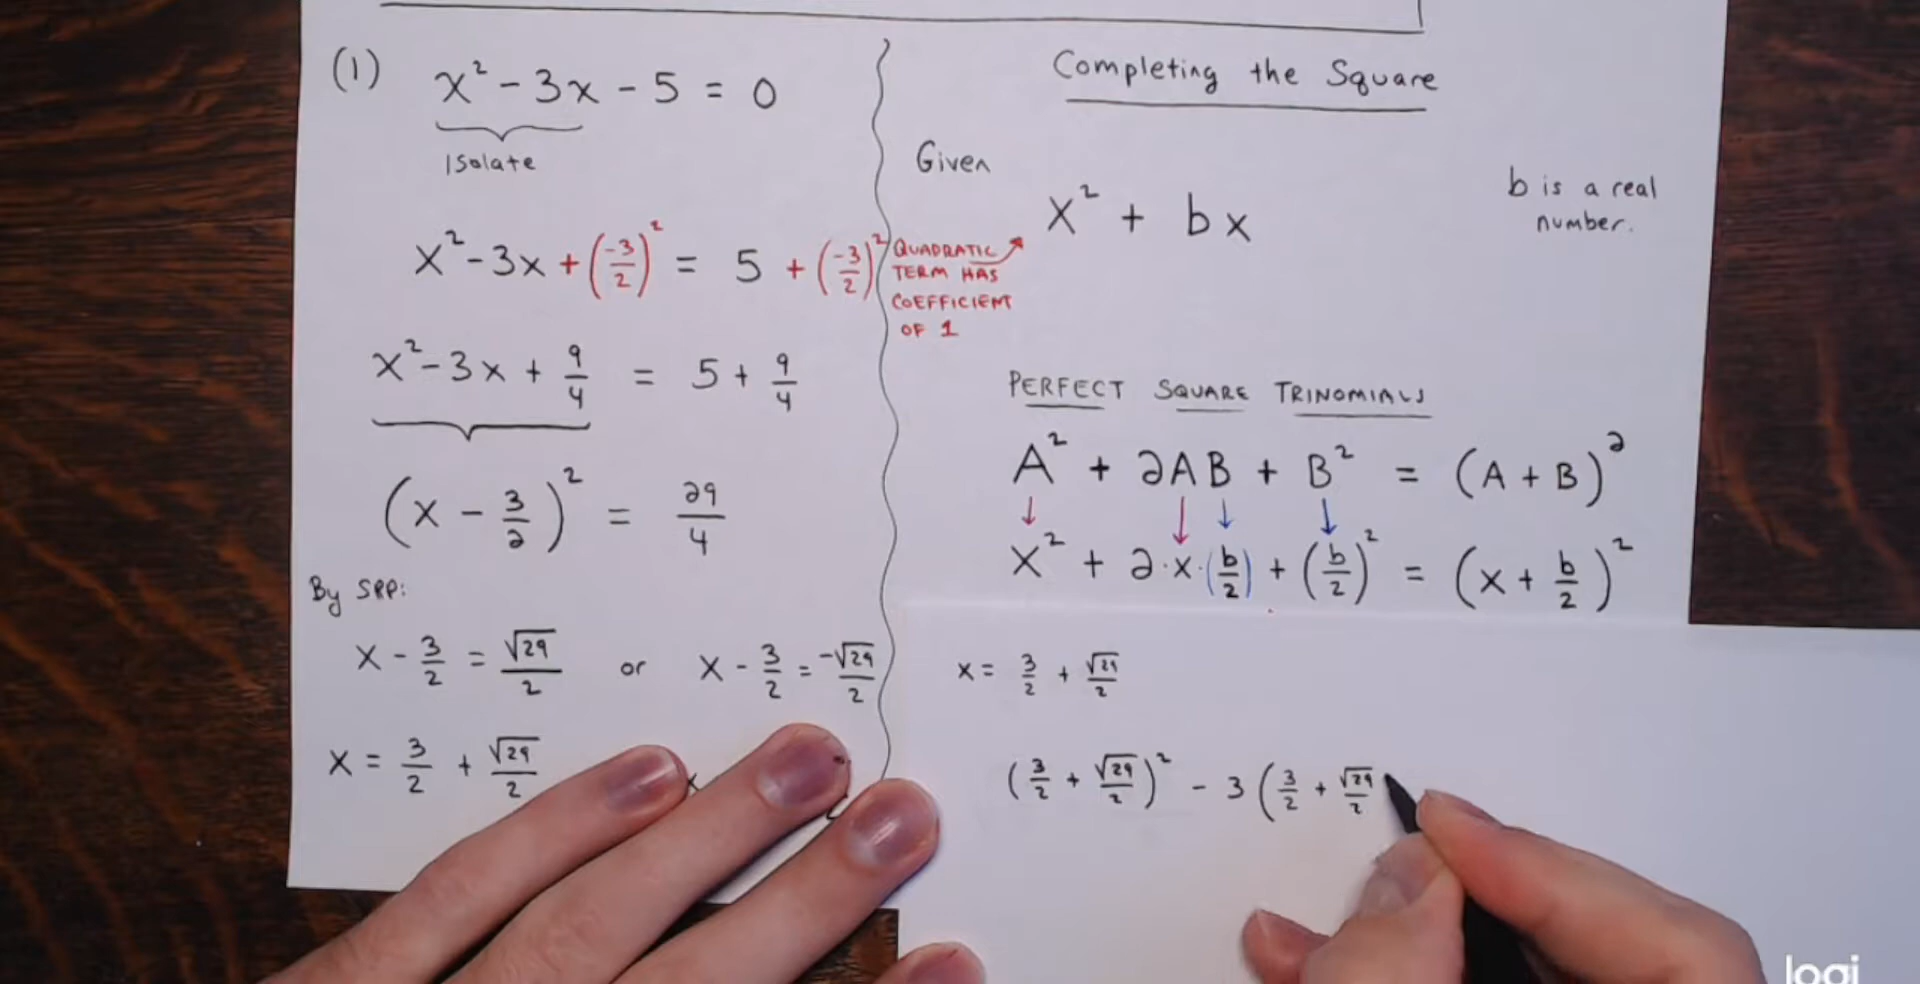 (1) x² - 3x - 5 = 0
Isolate
x² - 3x + (-3/2)² = 5 + (-3/2)²
x² - 3x + 9/4 = 5 + 9/4
(x - 3/2)² = 29/4
By SRP:
x - 3/2 = √29/2 or x - 3/2 = -√29/2
x = 3/2 + √29/2
x
Completing the Square
Given
x² + bx
b is a real
number.
QUADRATIC
TERM HAS
COEFFICIENT
OF 1
PERFECT SQUARE TRINOMIALS
A² + 2AB + B² = (A + B)²
x² + 2·x·(b/2) + (b/2)² = (x + b/2)²
x = 3/2 + √29/2
(3/2 + √29/2)² - 3(3/2 + √29/2
logi